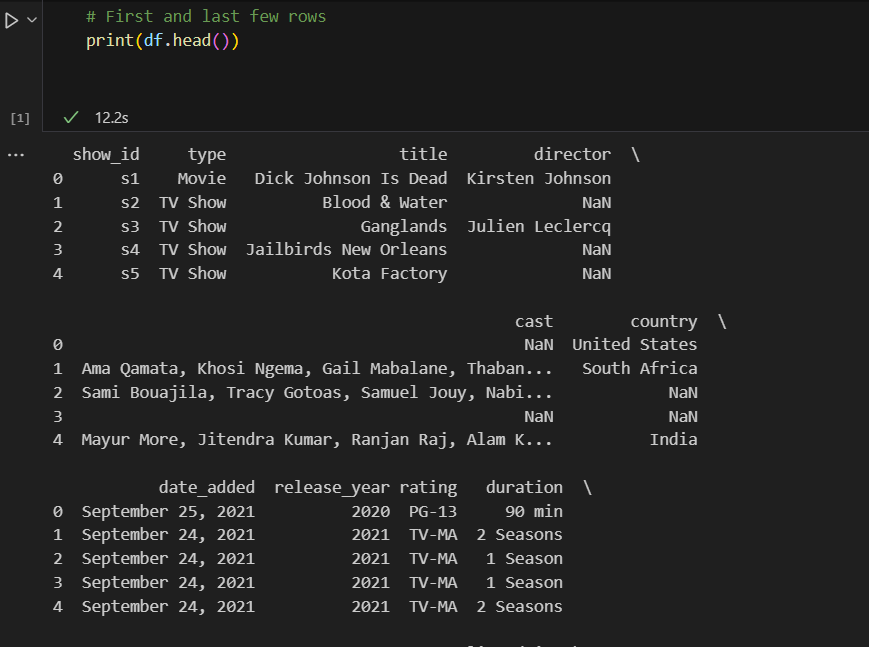 # First and last few rows
print(df.head())
[1] 12.2s
... show_id type title director \
0 s1 Movie Dick Johnson Is Dead Kirsten Johnson
1 s2 TV Show Blood & Water NaN
2 s3 TV Show Ganglands Julien Leclercq
3 s4 TV Show Jailbirds New Orleans NaN
4 s5 TV Show Kota Factory NaN
cast country \
0 NaN United States
1 Ama Qamata, Khosi Ngema, Gail Mabalane, Thaban... South Africa
2 Sami Bouajila, Tracy Gotoas, Samuel Jouy, Nabi... NaN
3 NaN NaN
4 Mayur More, Jitendra Kumar, Ranjan Raj, Alam K... India
date_added release_year rating duration \
0 September 25, 2021 2020 PG-13 90 min
1 September 24, 2021 2021 TV-MA 2 Seasons
2 September 24, 2021 2021 TV-MA 1 Season
3 September 24, 2021 2021 TV-MA 1 Season
4 September 24, 2021 2021 TV-MA 2 Seasons